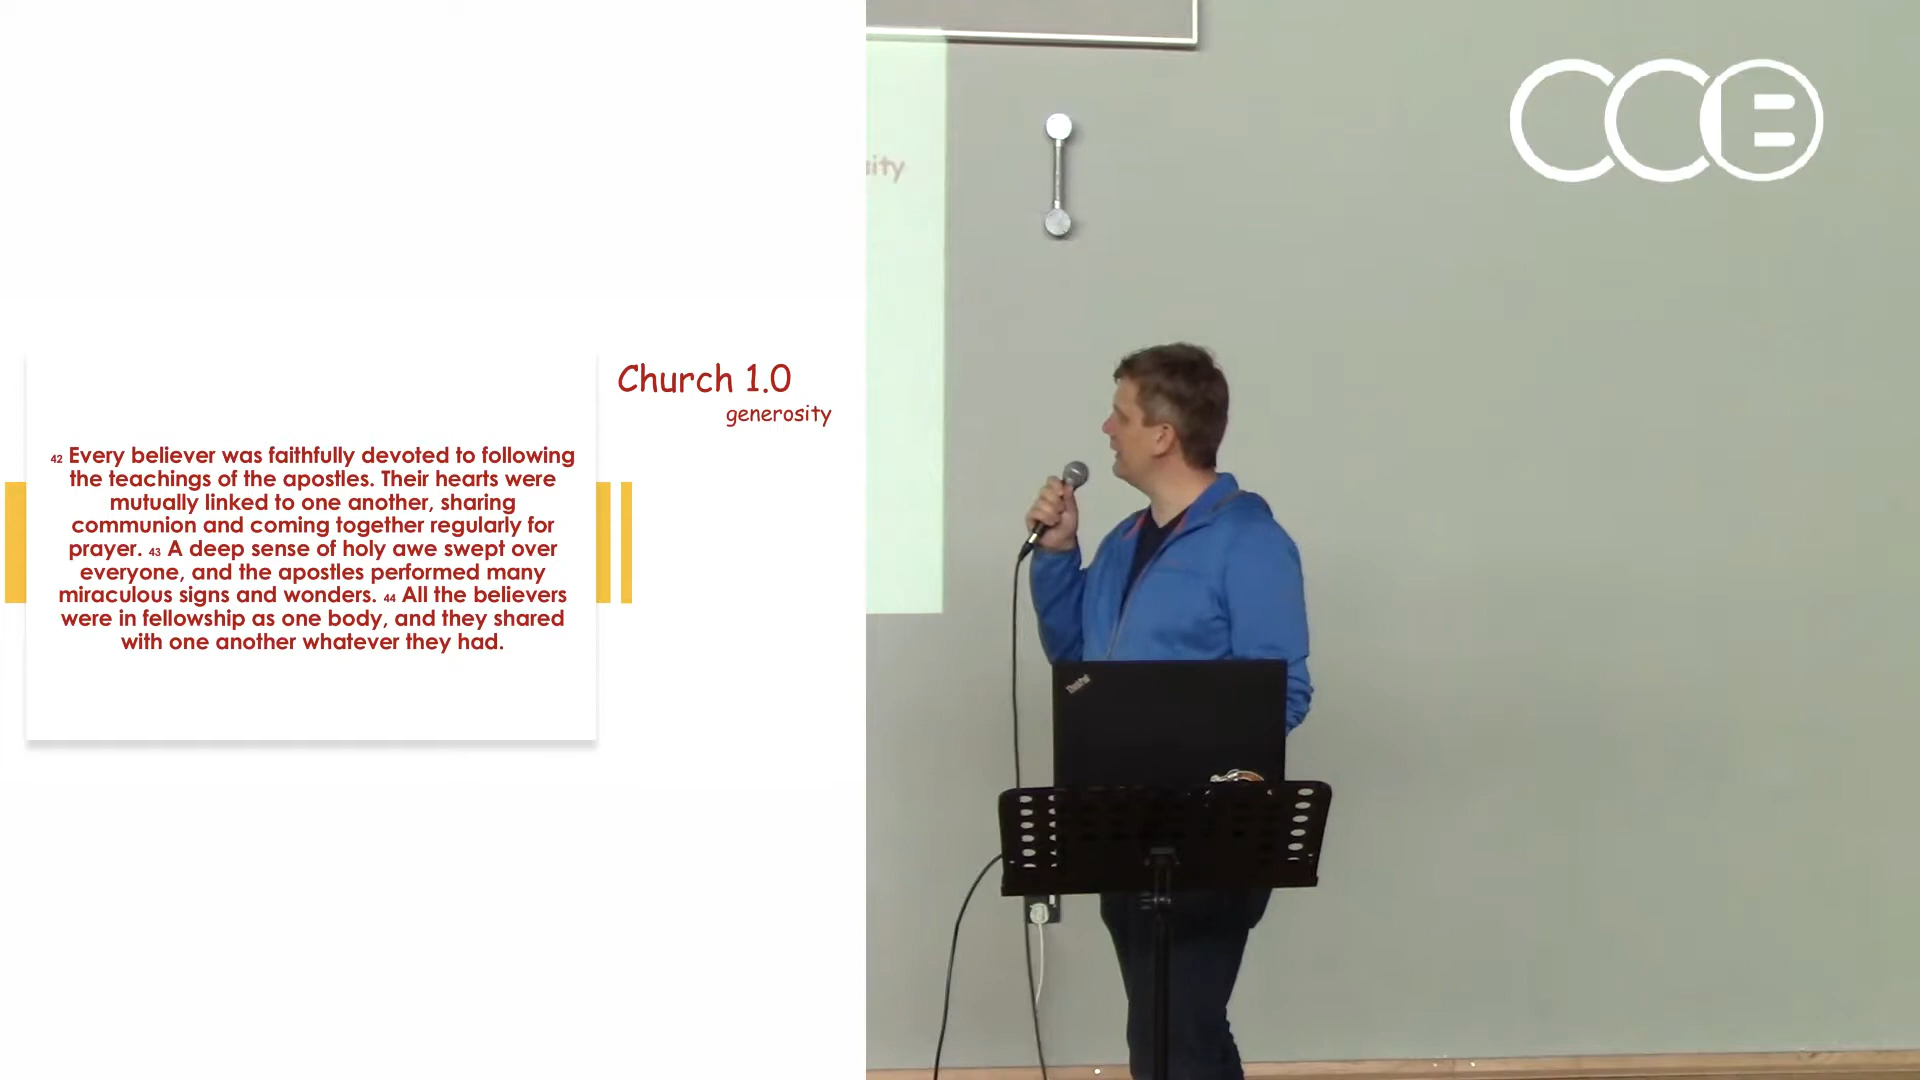 Church 1.0
generosity
42 Every believer was faithfully devoted to following
the teachings of the apostles. Their hearts were
mutually linked to one another, sharing
communion and coming together regularly for
prayer. 43 A deep sense of holy awe swept over
everyone, and the apostles performed many
miraculous signs and wonders. 44 All the believers
were in fellowship as one body, and they shared
with one another whatever they had.
sity
CCB
ThinkPad